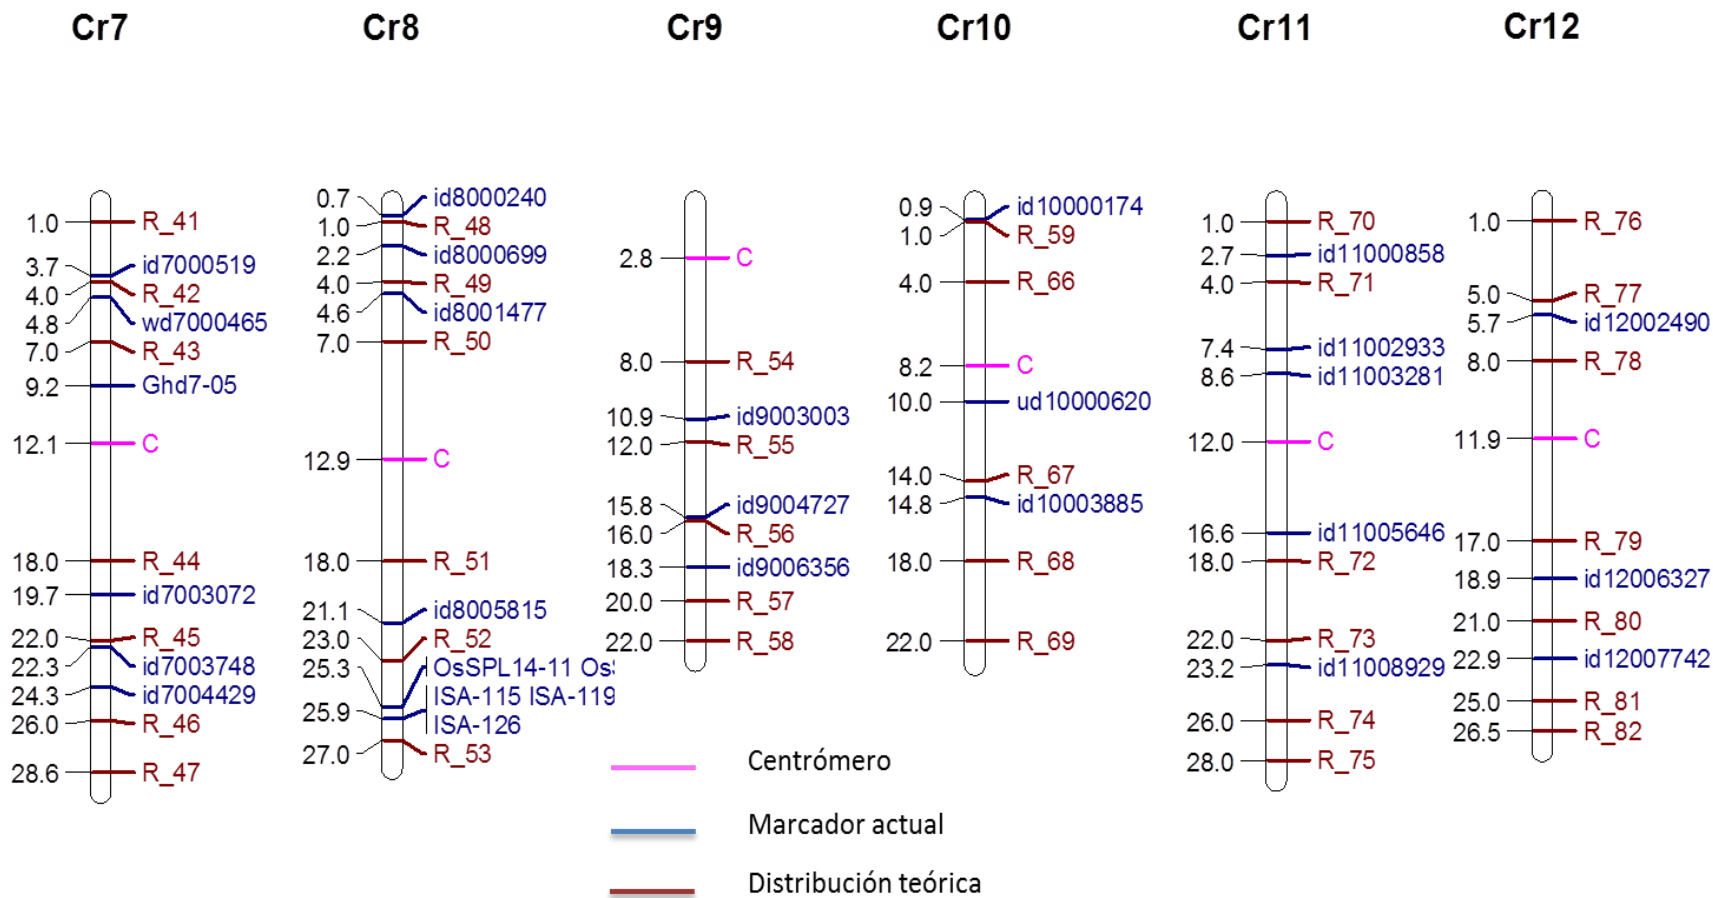 Cr7
Cr8
Cr9
Cr10
Cr11
Cr12
1.0 R_41
3.7 id7000519
4.0 R_42
4.8 wd7000465
7.0 R_43
9.2 Ghd7-05
12.1 C
18.0 R_44
19.7 id7003072
22.0 R_45
22.3 id7003748
24.3 id7004429
26.0 R_46
28.6 R_47
0.7 id8000240
1.0 R_48
2.2 id8000699
4.0 R_49
4.6 id8001477
7.0 R_50
12.9 C
18.0 R_51
21.1 id8005815
23.0 R_52
25.3 OsSPL14-11
ISA-115 ISA-119
25.9 ISA-126
27.0 R_53
2.8 C
8.0 R_54
10.9 id9003003
12.0 R_55
15.8 id9004727
16.0 R_56
18.3 id9006356
20.0 R_57
22.0 R_58
0.9 id10000174
1.0 R_59
4.0 R_66
8.2 C
10.0 ud10000620
14.0 R_67
14.8 id10003885
18.0 R_68
22.0 R_69
1.0 R_70
2.7 id11000858
4.0 R_71
7.4 id11002933
8.6 id11003281
12.0 C
16.6 id11005646
18.0 R_72
22.0 R_73
23.2 id11008929
26.0 R_74
28.0 R_75
1.0 R_76
5.0 R_77
5.7 id12002490
8.0 R_78
11.9 C
17.0 R_79
18.9 id12006327
21.0 R_80
22.9 id12007742
25.0 R_81
26.5 R_82
Centrómero
Marcador actual
Distribución teórica